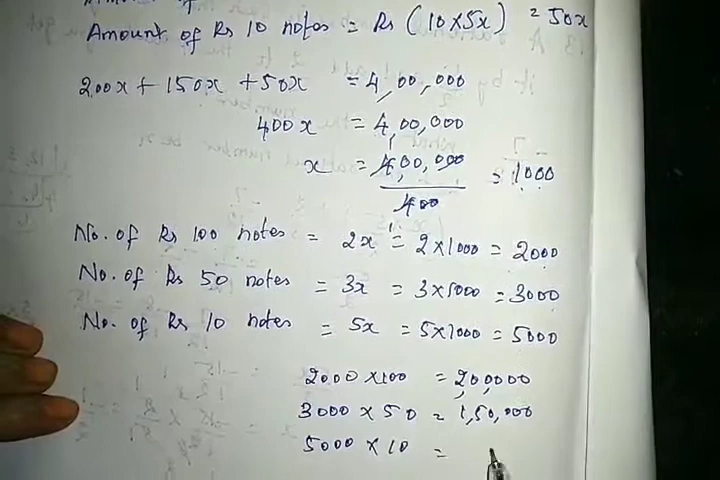 Amount of Rs 10 notes = Rs (10×5x) = 50x
200x + 150x + 50x = 4,00,000
400x = 4,00,000
x = 4,00,000 / 400 = 1000
No. of Rs 100 notes = 2x = 2×1000 = 2000
No. of Rs 50 notes = 3x = 3×1000 = 3000
No. of Rs 10 notes = 5x = 5×1000 = 5000
2000 ×100 = 2,00,000
3000 × 50 = 1,50,000
5000 × 10 =